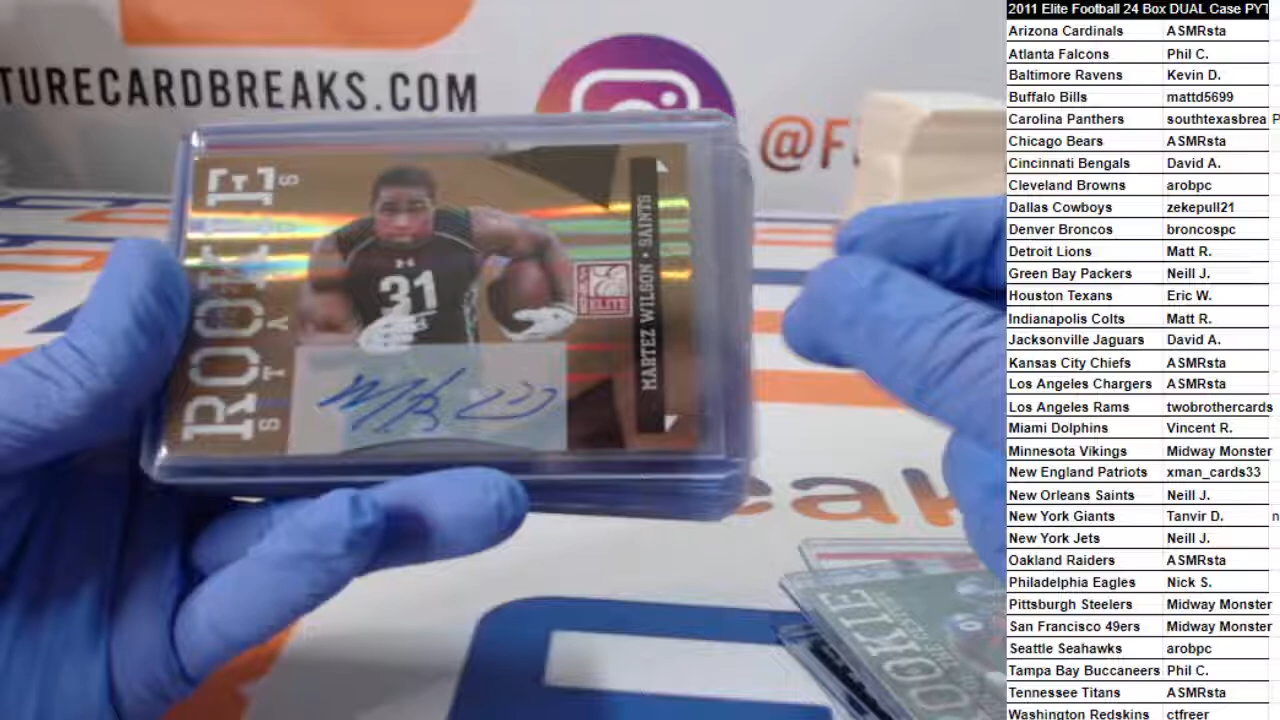 TURECARDBREAKS.COM
@F
ROOKIE
STARS
31
ELITE
MARTEZ WILSON • SAINTS
eak
ROOKIE
2011 Elite Football 24 Box DUAL Case PYT
Arizona Cardinals ASMRsta
Atlanta Falcons Phil C.
Baltimore Ravens Kevin D.
Buffalo Bills mattd5699
Carolina Panthers southtexasbrea P
Chicago Bears ASMRsta
Cincinnati Bengals David A.
Cleveland Browns arobpc
Dallas Cowboys zekepull21
Denver Broncos broncospc
Detroit Lions Matt R.
Green Bay Packers Neill J.
Houston Texans Eric W.
Indianapolis Colts Matt R.
Jacksonville Jaguars David A.
Kansas City Chiefs ASMRsta
Los Angeles Chargers ASMRsta
Los Angeles Rams twobrothercards
Miami Dolphins Vincent R.
Minnesota Vikings Midway Monster
New England Patriots xman_cards33
New Orleans Saints Neill J.
New York Giants Tanvir D. n
New York Jets Neill J.
Oakland Raiders ASMRsta
Philadelphia Eagles Nick S.
Pittsburgh Steelers Midway Monster
San Francisco 49ers Midway Monster
Seattle Seahawks arobpc
Tampa Bay Buccaneers Phil C.
Tennessee Titans ASMRsta
Washington Redskins ctfreer